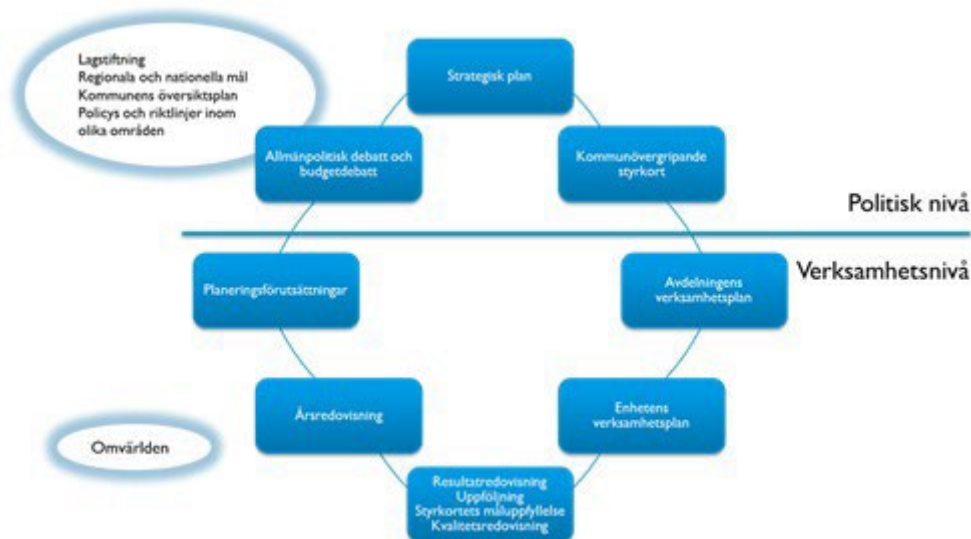 Lagstiftning
Regionala och nationella mål
Kommunens översiktsplan
Policys och riktlinjer inom
olika områden
Strategisk plan
Allmänpolitisk debatt och
budgetdebatt
Kommunövergripande
styrkort
Politisk nivå
Verksamhetsnivå
Planeringsförutsättningar
Avdelningens
verksamhetsplan
Årsredovisning
Enhetens
verksamhetsplan
Omvärlden
Resultatredovisning
Uppföljning
Styrkortets måluppfyllelse
Kvalitetsredovisning